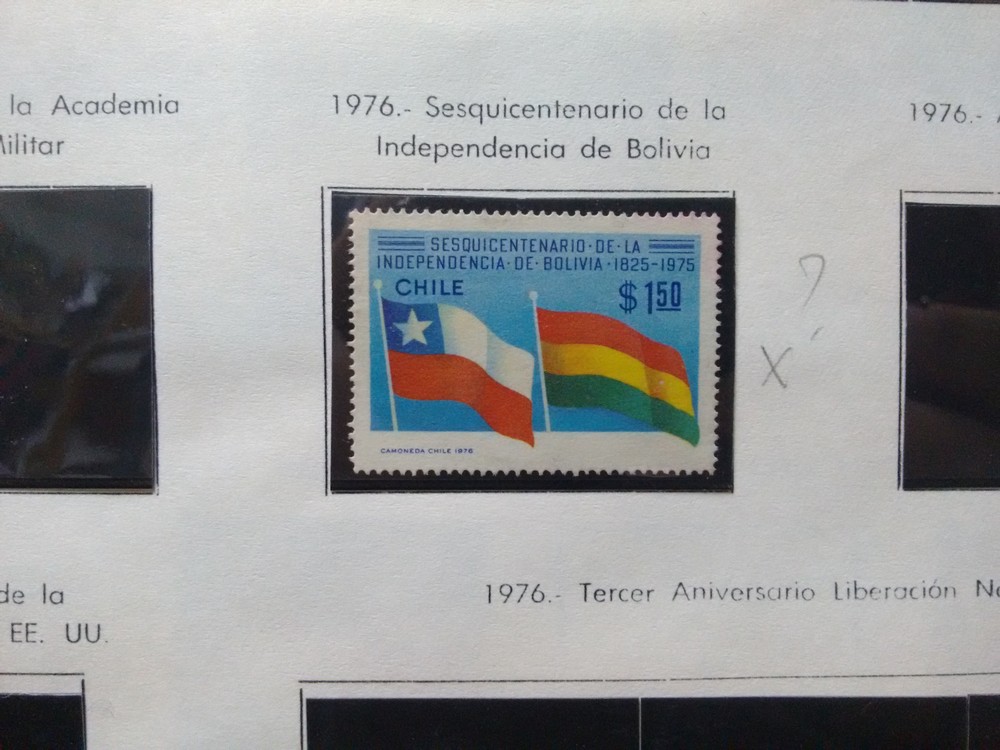 la Academia
Militar
1976.- Sesquicentenario de la
Independencia de Bolivia
1976.-
SESQUICENTENARIO·DE·LA
INDEPENDENCIA·DE·BOLIVIA·1825-1975
CHILE
$1,50
CAMONEDA CHILE 1976
?
X
de la
EE. UU.
1976.- Tercer Aniversario Liberación